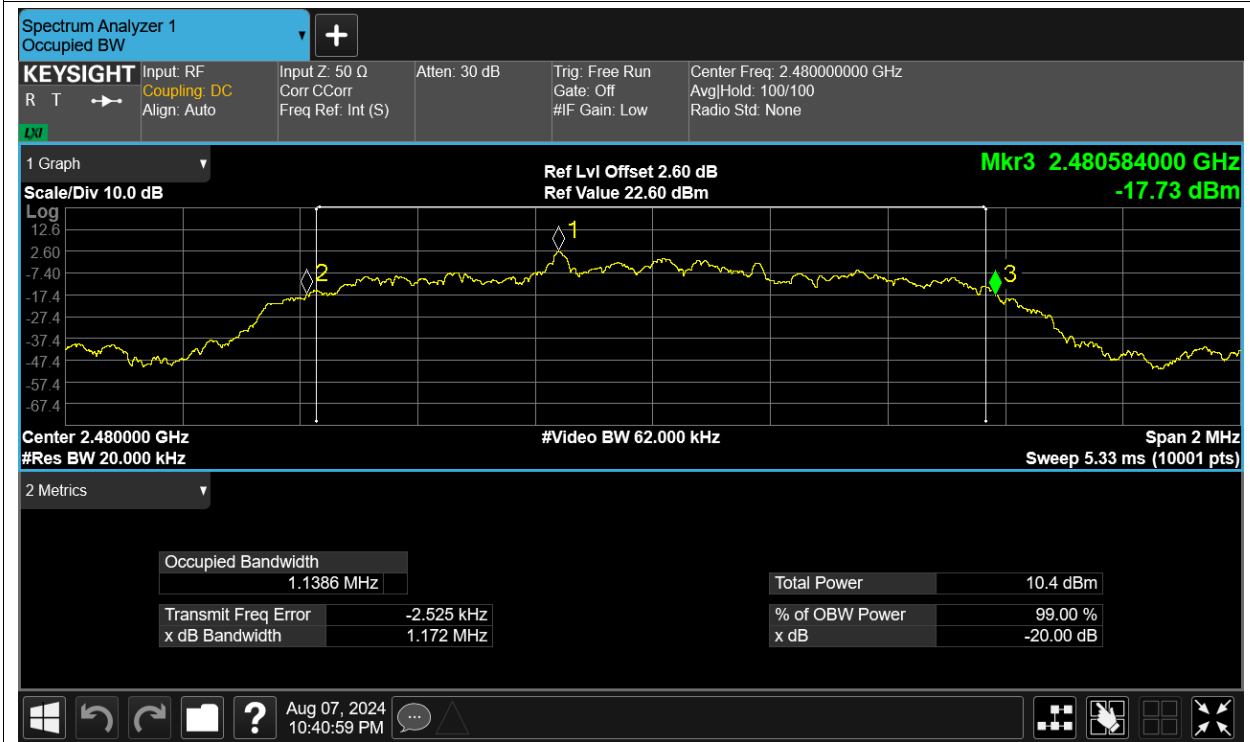 Spectrum Analyzer 1
Occupied BW
▼
+
KEYSIGHT Input: RF Input Z: 50 Ω Atten: 30 dB Trig: Free Run Center Freq: 2.480000000 GHz
R T Coupling: DC Corr CCorr Gate: Off Avg|Hold: 100/100
Align: Auto Freq Ref: Int (S) #IF Gain: Low Radio Std: None
LXI
1 Graph ▼ Ref Lvl Offset 2.60 dB Mkr3 2.480584000 GHz
Scale/Div 10.0 dB Ref Value 22.60 dBm -17.73 dBm
Log
12.6
2.60
-7.40
-17.4
-27.4
-37.4
-47.4
-57.4
-67.4
1
2
3
Center 2.480000 GHz #Video BW 62.000 kHz Span 2 MHz
#Res BW 20.000 kHz Sweep 5.33 ms (10001 pts)
2 Metrics ▼
Occupied Bandwidth
1.1386 MHz Total Power 10.4 dBm
Transmit Freq Error -2.525 kHz % of OBW Power 99.00 %
x dB Bandwidth 1.172 MHz x dB -20.00 dB
? Aug 07, 2024
10:40:59 PM